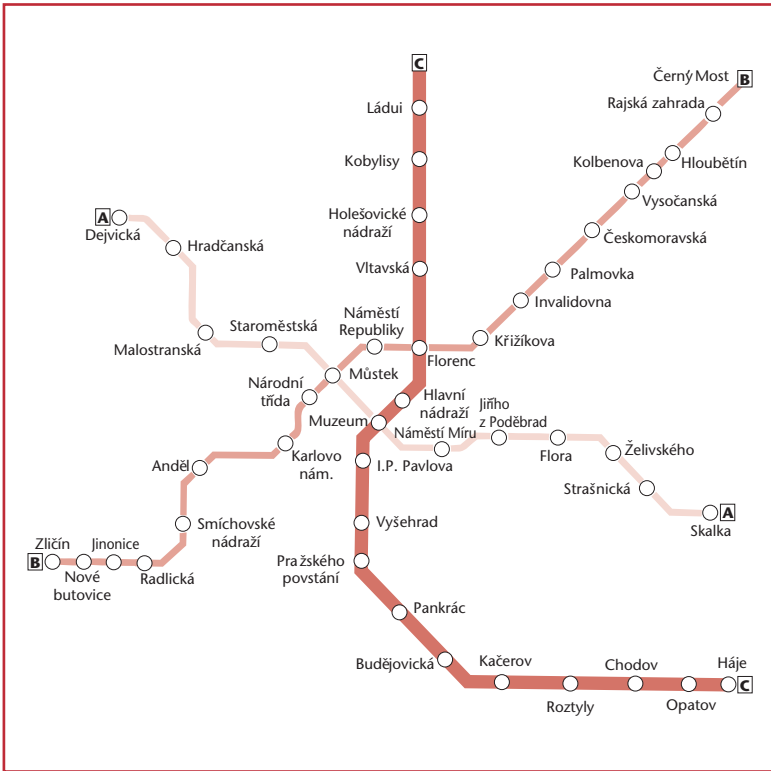 C
Ládui
Kobylisy
Holešovické
nádraží
Vltavská
Černý Most
B
Rajská zahrada
Kolbenova
Hloubětín
Vysočanská
Českomoravská
Palmovka
Invalidovna
Křižíkova
A
Dejvická
Hradčanská
Malostranská
Staroměstská
Náměstí
Republiky
Florenc
Můstek
Národní
třída
Hlavní
nádraží
Muzeum
Náměstí Míru
Jiřího
z Poděbrad
Flora
Želivského
Strašnická
A
Skalka
Karlovo
nám.
I.P. Pavlova
Anděl
Smíchovské
nádraží
Vyšehrad
B
Zličín
Jinonice
Nové
butovice
Radlická
Pražského
povstání
Pankrác
Budějovická
Kačerov
Roztyly
Chodov
Opatov
Háje
C